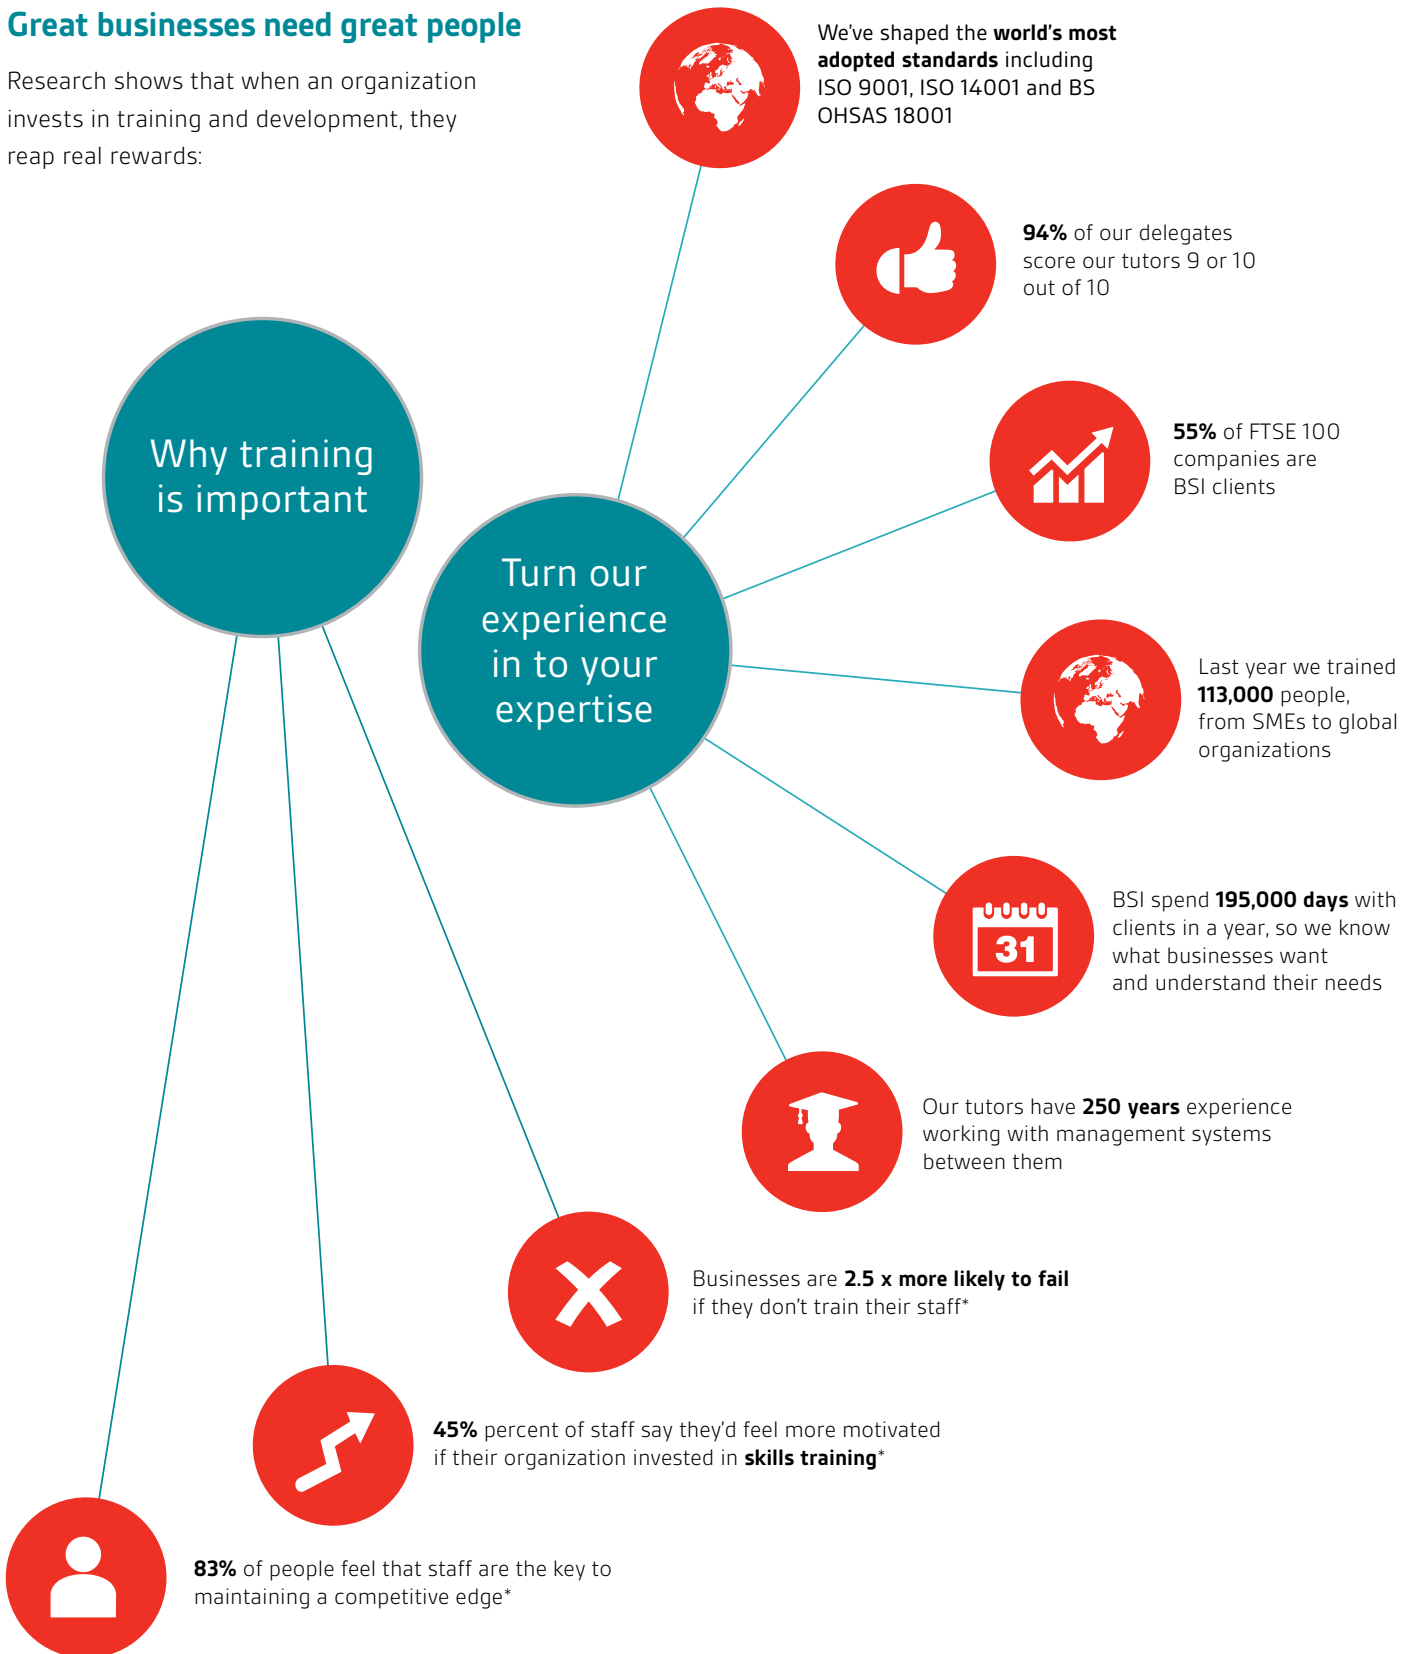 Great businesses need great people
Research shows that when an organization
invests in training and development, they
reap real rewards:
We've shaped the world's most
adopted standards including
ISO 9001, ISO 14001 and BS
OHSAS 18001
94% of our delegates
score our tutors 9 or 10
out of 10
55% of FTSE 100
companies are
BSI clients
Why training
is important
Turn our
experience
in to your
expertise
Last year we trained
113,000 people,
from SMEs to global
organizations
31
BSI spend 195,000 days with
clients in a year, so we know
what businesses want
and understand their needs
Our tutors have 250 years experience
working with management systems
between them
Businesses are 2.5 x more likely to fail
if they don't train their staff*
45% percent of staff say they'd feel more motivated
if their organization invested in skills training*
83% of people feel that staff are the key to
maintaining a competitive edge*